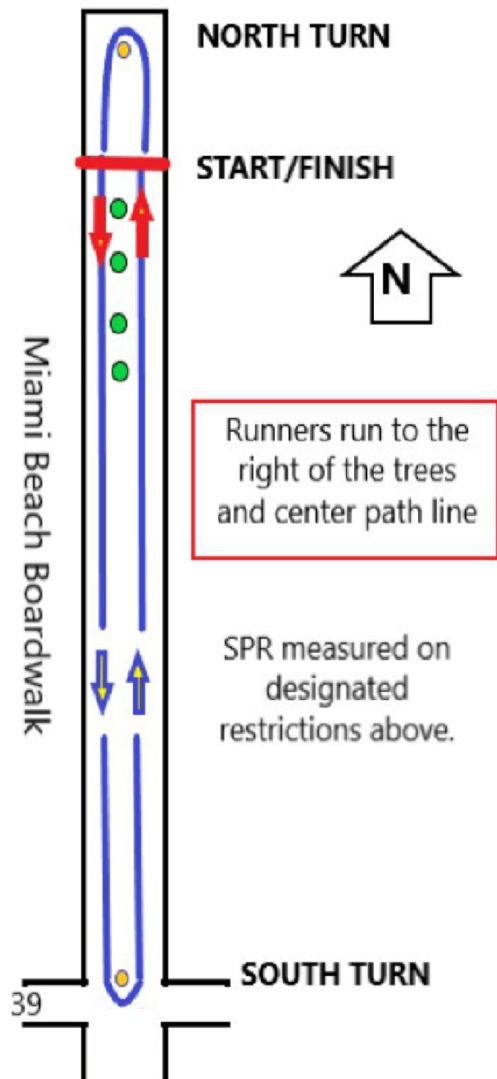 NORTH TURN
START/FINISH
N
Miami Beach Boardwalk
Runners run to the
right of the trees
and center path line
SPR measured on
designated
restrictions above.
SOUTH TURN
39